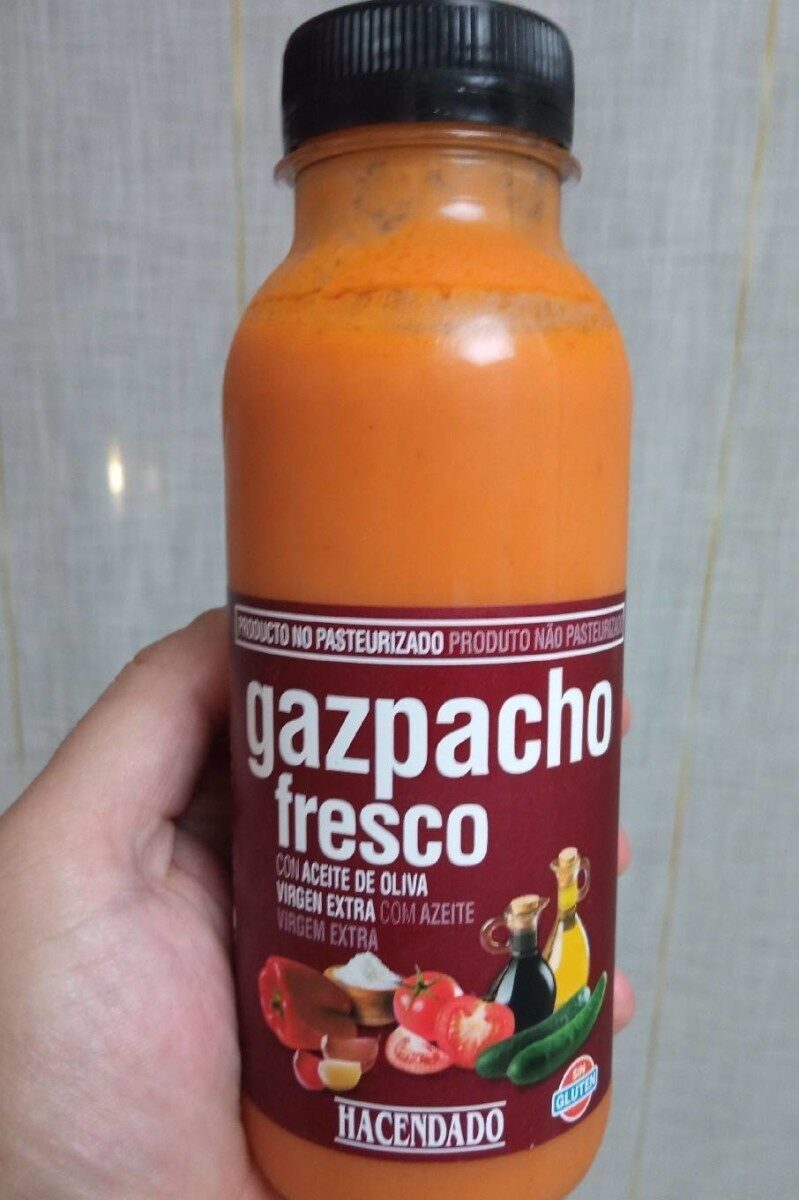 PRODUCTO NO PASTEURIZADO PRODUTO NÃO PASTEURIZADO
gazpacho
fresco
CON ACEITE DE OLIVA
VIRGEN EXTRA COM AZEITE
VIRGEM EXTRA
SIN
GLUTEN
HACENDADO